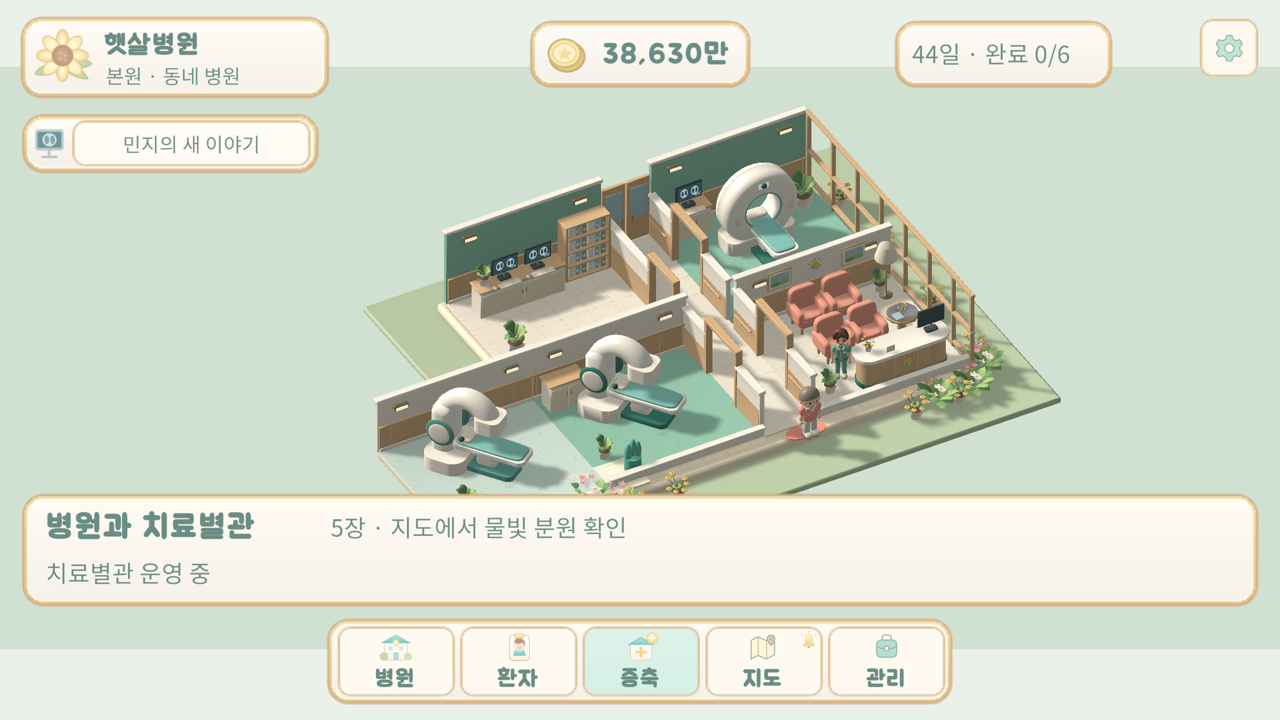 햇살병원
본원 · 동네 병원
38,630만
44일 · 완료 0/6
민지의 새 이야기
병원과 치료별관
5장 · 지도에서 물빛 분원 확인
치료별관 운영 중
병원
환자
증축
지도
관리